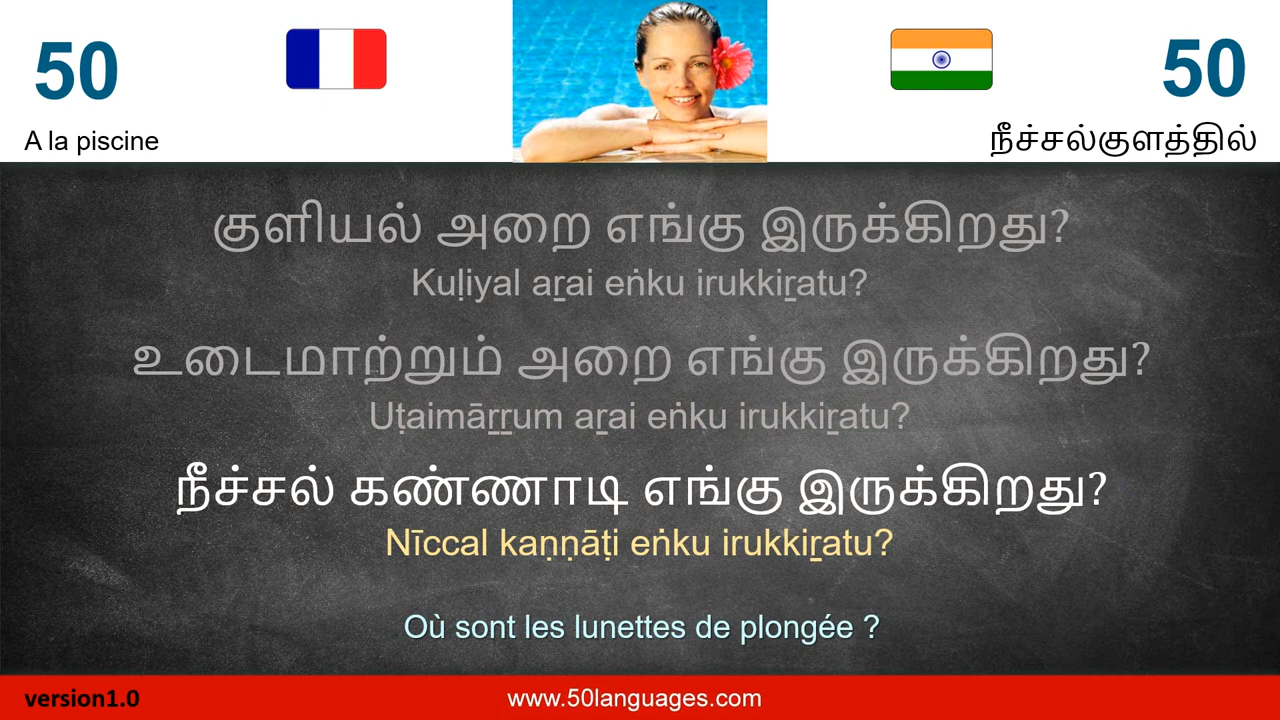 50
50
A la piscine
நீச்சல்குளத்தில்
குளியல் அறை எங்கு இருக்கிறது?
Kuḷiyal aṟai eṅku irukkiṟatu?
உடைமாற்றும் அறை எங்கு இருக்கிறது?
Uṭaimāṟṟum aṟai eṅku irukkiṟatu?
நீச்சல் கண்ணாடி எங்கு இருக்கிறது?
Nīccal kaṇṇāṭi eṅku irukkiṟatu?
Où sont les lunettes de plongée ?
version1.0
www.50languages.com